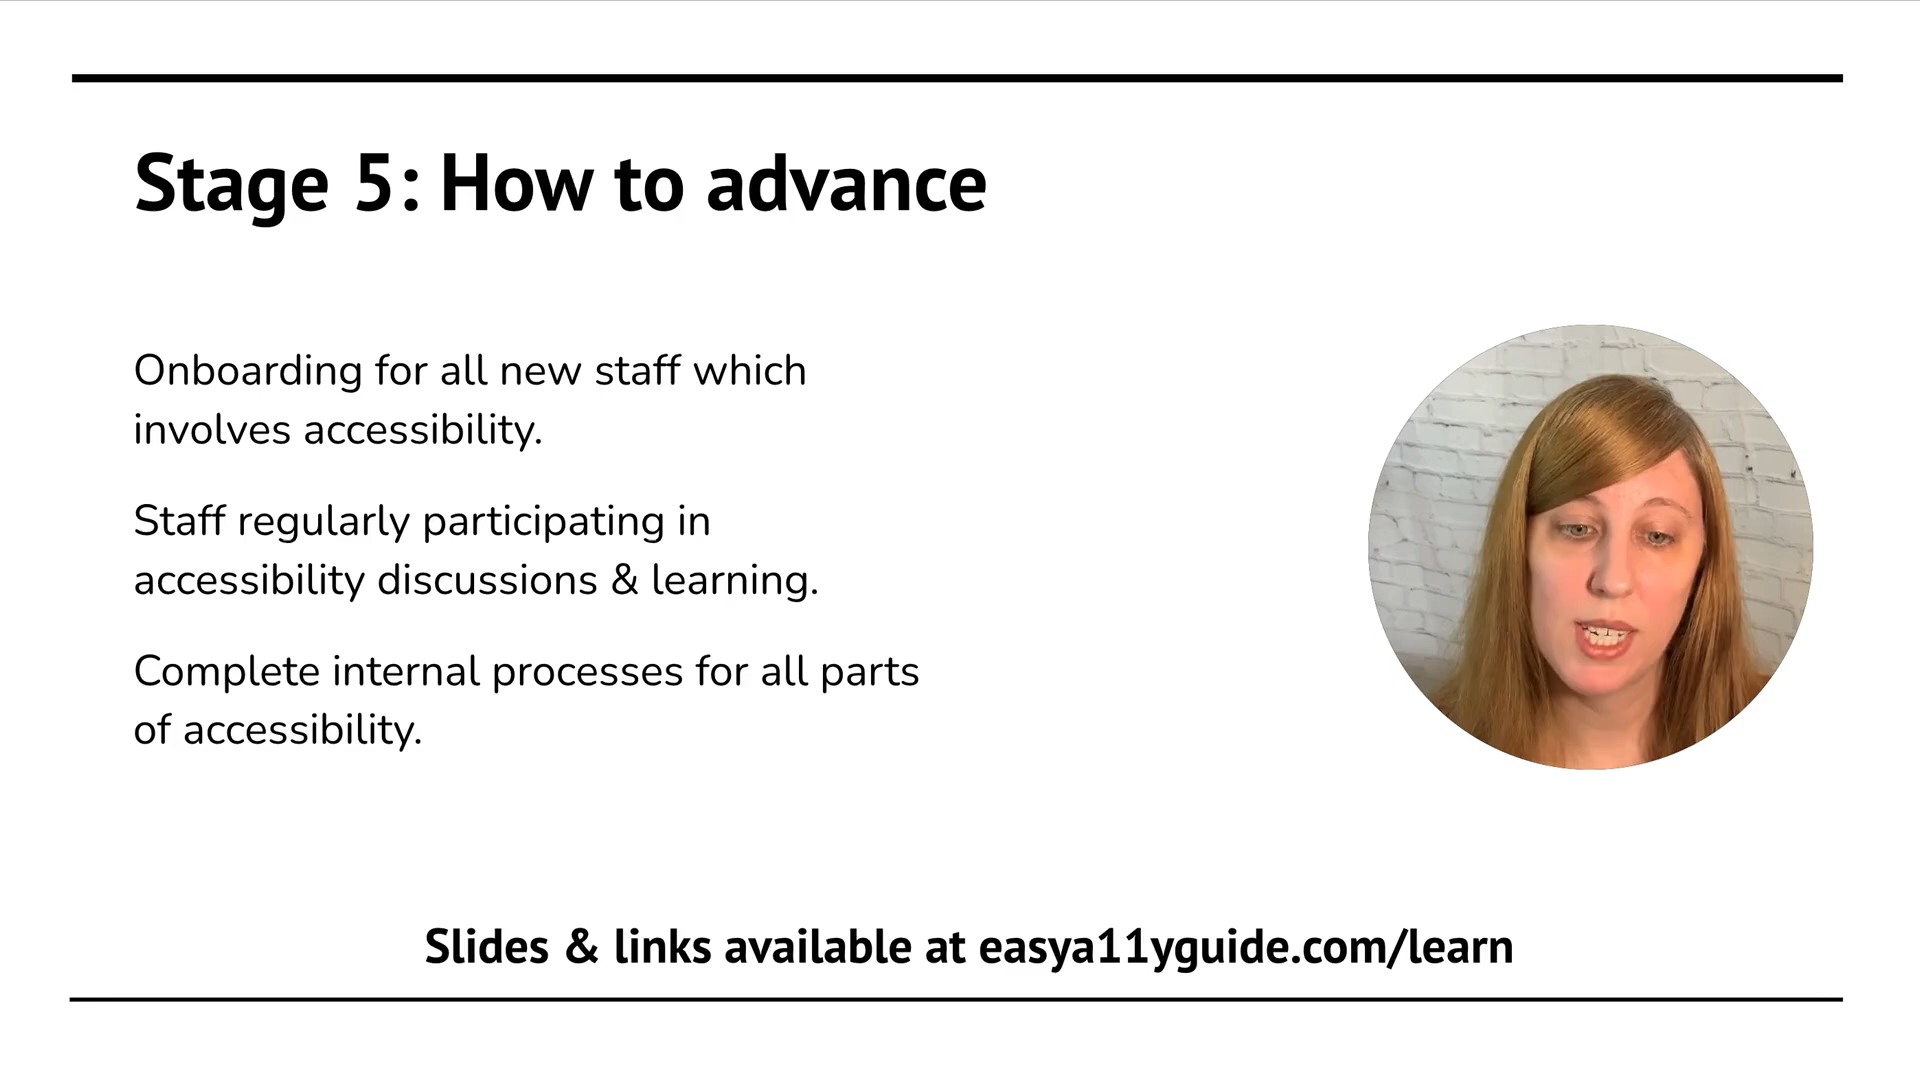 Stage 5: How to advance
Onboarding for all new staff which
involves accessibility.
Staff regularly participating in
accessibility discussions & learning.
Complete internal processes for all parts
of accessibility.
Slides & links available at easya11yguide.com/learn